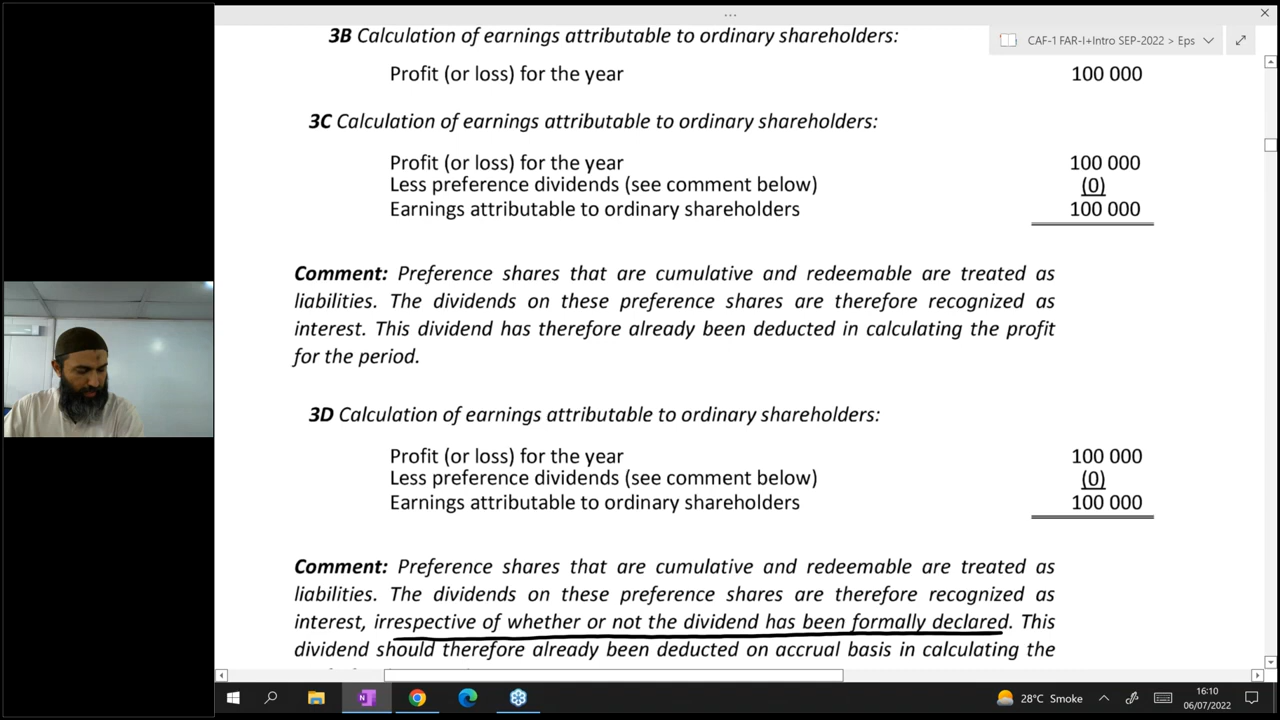 CAF-1 FAR-I+Intro SEP-2022 > Eps
3B Calculation of earnings attributable to ordinary shareholders:
Profit (or loss) for the year 100 000
3C Calculation of earnings attributable to ordinary shareholders:
Profit (or loss) for the year 100 000
Less preference dividends (see comment below) (0)
Earnings attributable to ordinary shareholders 100 000
Comment: Preference shares that are cumulative and redeemable are treated as
liabilities. The dividends on these preference shares are therefore recognized as
interest. This dividend has therefore already been deducted in calculating the profit
for the period.
3D Calculation of earnings attributable to ordinary shareholders:
Profit (or loss) for the year 100 000
Less preference dividends (see comment below) (0)
Earnings attributable to ordinary shareholders 100 000
Comment: Preference shares that are cumulative and redeemable are treated as
liabilities. The dividends on these preference shares are therefore recognized as
interest, irrespective of whether or not the dividend has been formally declared. This
dividend should therefore already been deducted on accrual basis in calculating the
28°C Smoke
16:10
06/07/2022